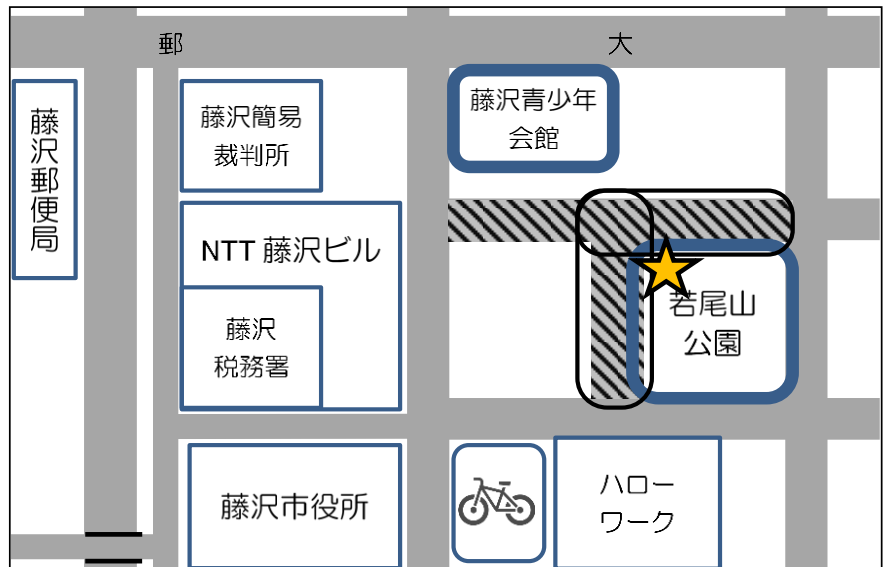 郵
大
藤沢郵便局
藤沢簡易
裁判所
藤沢青少年
会館
NTT 藤沢ビル
藤沢
税務署
若尾山
公園
藤沢市役所
ハロー
ワーク